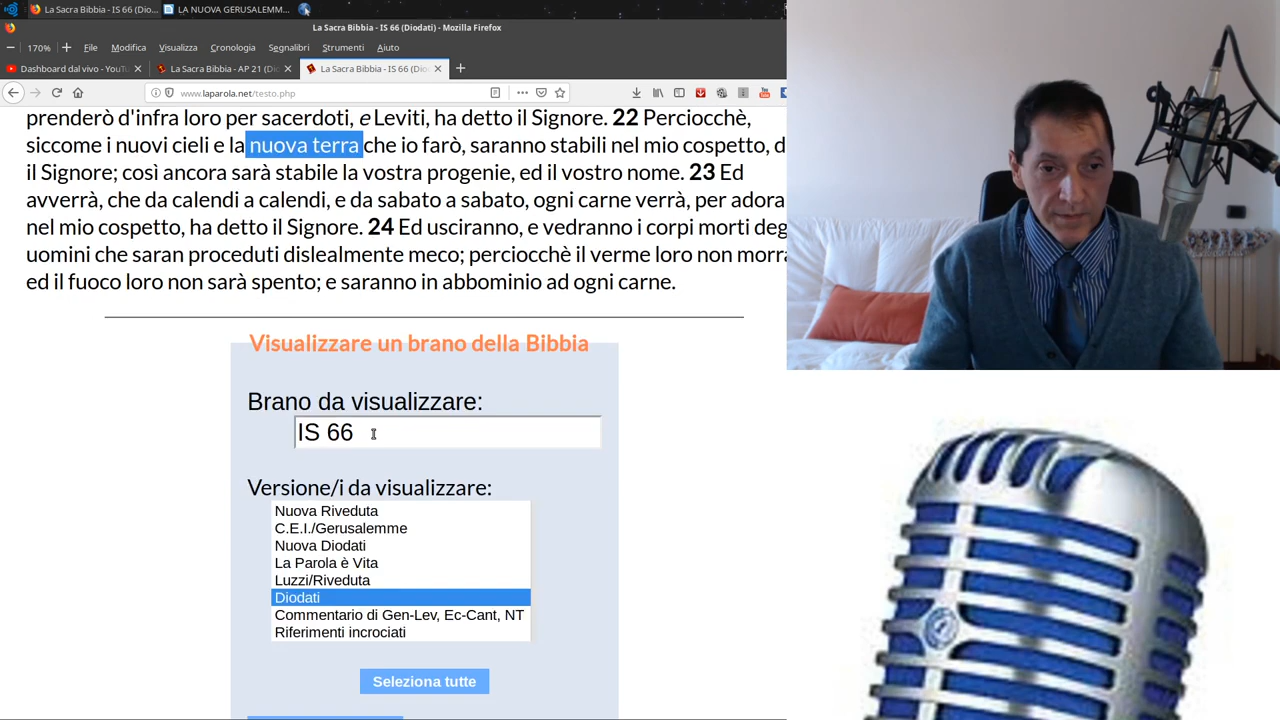 La Sacra Bibbia - IS 66 (Dio...
LA NUOVA GERUSALEMM...
La Sacra Bibbia - IS 66 (Diodati) - Mozilla Firefox
170%
File Modifica Visualizza Cronologia Segnalibri Strumenti Aiuto
Dashboard dal vivo - YouTu
La Sacra Bibbia - AP 21 (Di
La Sacra Bibbia - IS 66 (Dio
www.laparola.net/testo.php
prenderò d'infra loro per sacerdoti, e Leviti, ha detto il Signore. 22 Perciocchè,
siccome i nuovi cieli e la nuova terra che io farò, saranno stabili nel mio cospetto, d
il Signore; così ancora sarà stabile la vostra progenie, ed il vostro nome. 23 Ed
avverrà, che da calendi a calendi, e da sabato a sabato, ogni carne verrà, per adora
nel mio cospetto, ha detto il Signore. 24 Ed usciranno, e vedranno i corpi morti deg
uomini che saran proceduti dislealmente meco; perciocchè il verme loro non morra
ed il fuoco loro non sarà spento; e saranno in abbominio ad ogni carne.
Visualizzare un brano della Bibbia
Brano da visualizzare:
IS 66
Versione/i da visualizzare:
Nuova Riveduta
C.E.I./Gerusalemme
Nuova Diodati
La Parola è Vita
Luzzi/Riveduta
Diodati
Commentario di Gen-Lev, Ec-Cant, NT
Riferimenti incrociati
Seleziona tutte